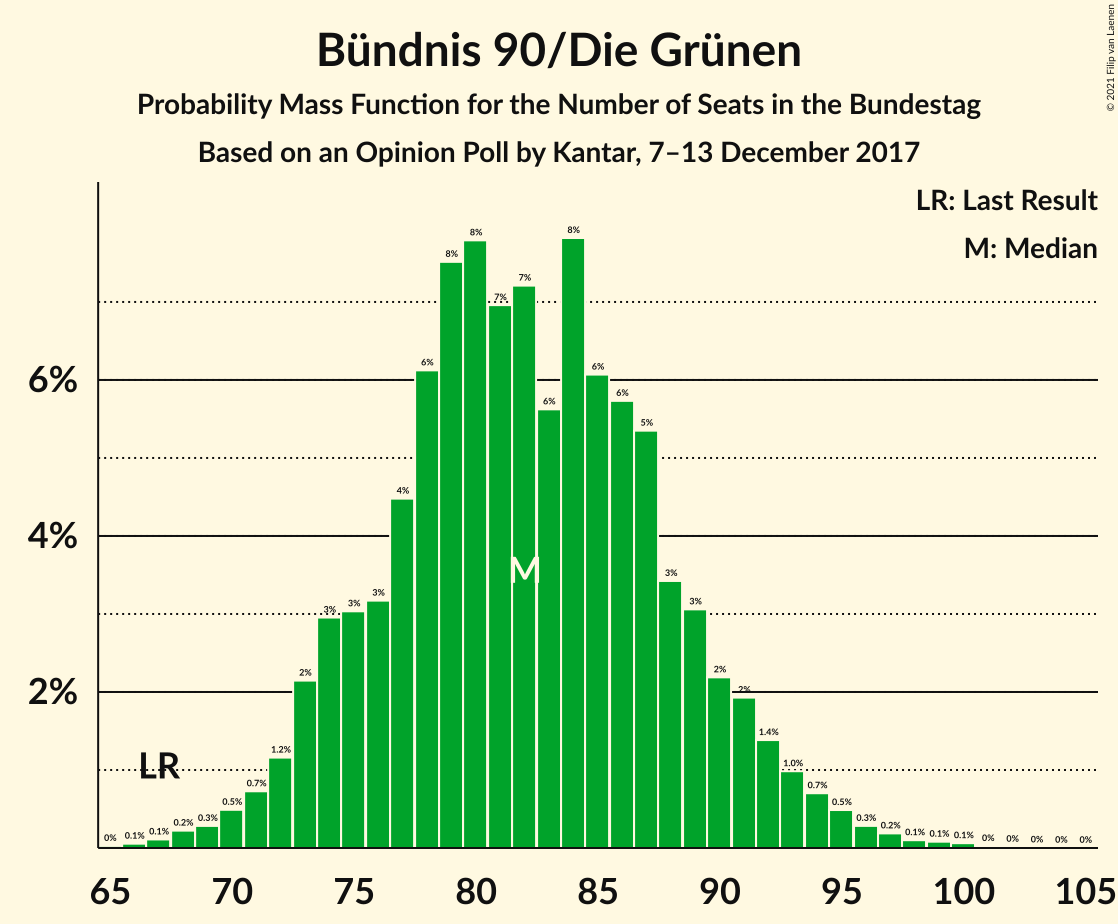 Bündnis 90/Die Grünen
Probability Mass Function for the Number of Seats in the Bundestag
Based on an Opinion Poll by Kantar, 7–13 December 2017
© 2021 Filip van Laenen
LR: Last Result
M: Median
6%
4%
2%
0% 0.1% 0.1% 0.2% 0.3% 0.5% 0.7% 1.2% 2% 3% 3% 3% 4% 6% 8% 8% 7% 7% 6% 8% 6% 6% 5% 3% 3% 2% 2% 1.4% 1.0% 0.7% 0.5% 0.3% 0.2% 0.1% 0.1% 0.1% 0% 0% 0% 0% 0%
M
LR
65 70 75 80 85 90 95 100 105